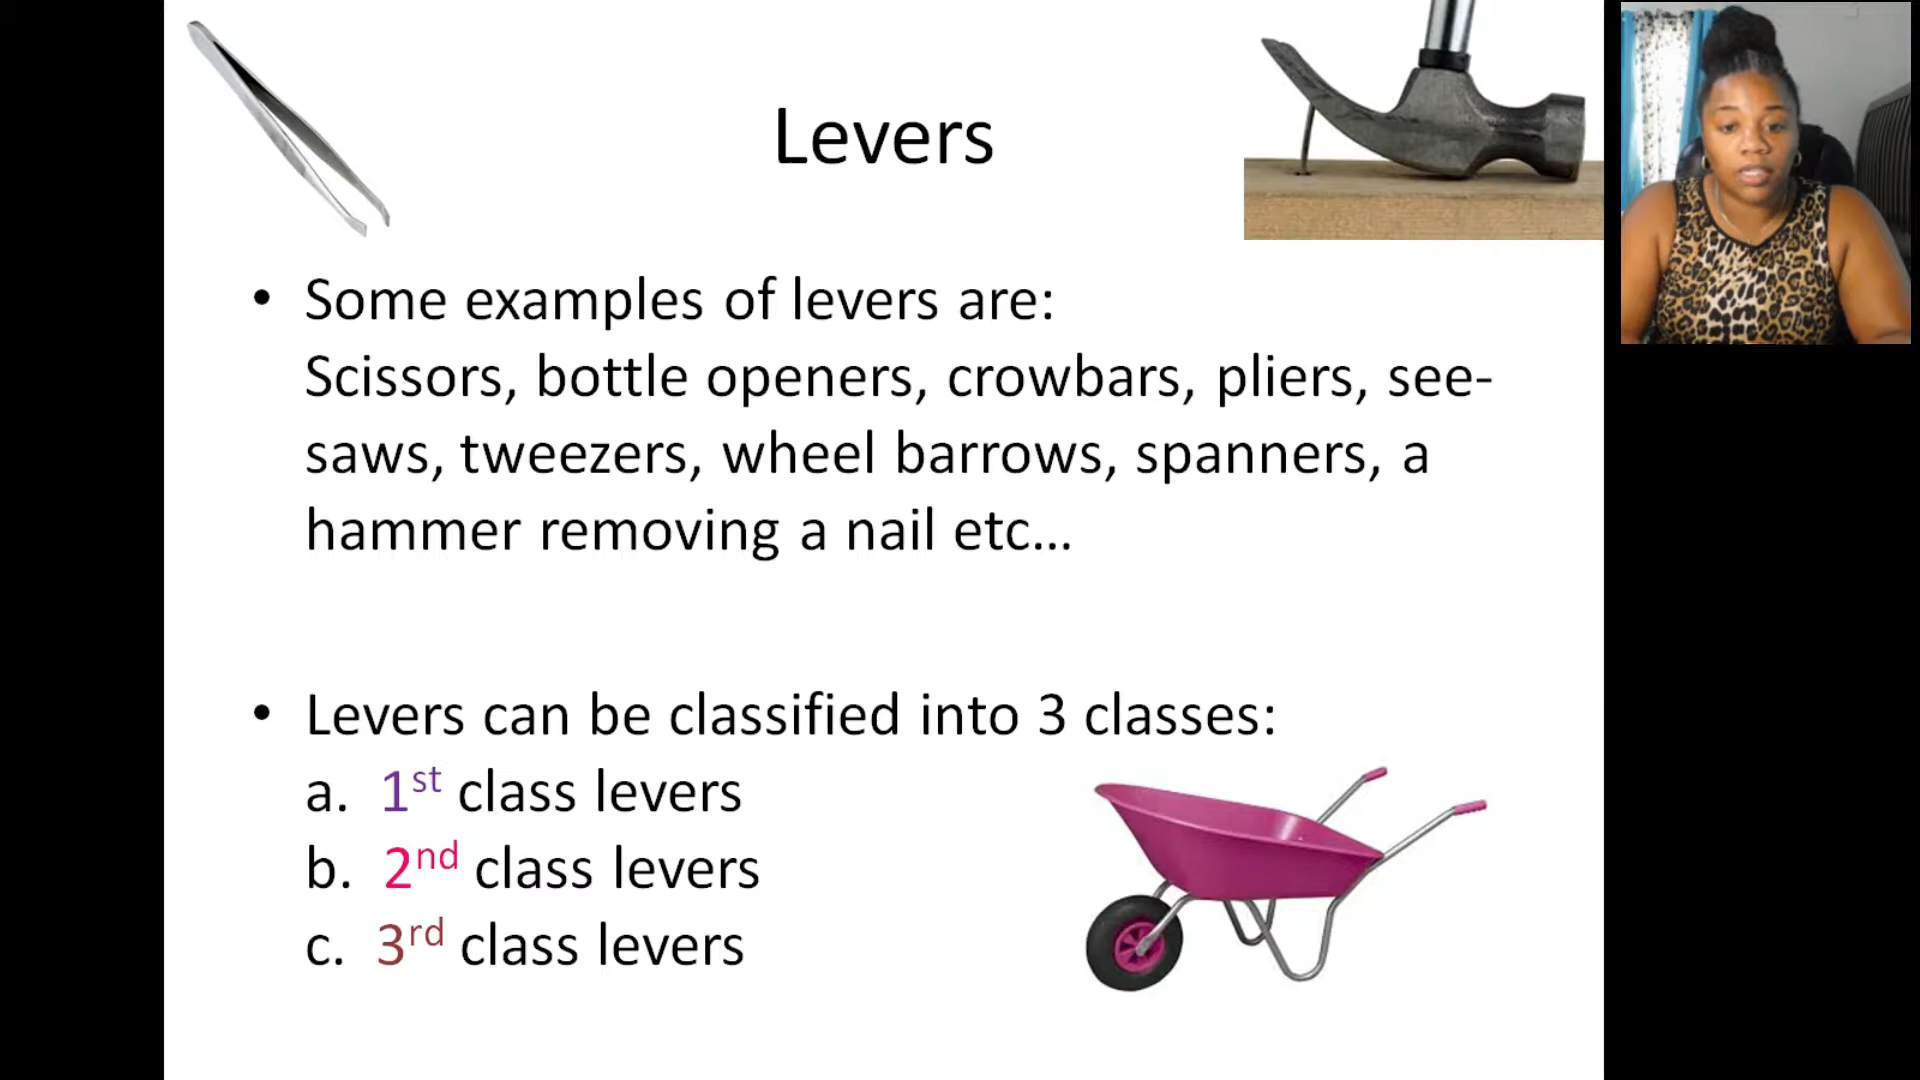 Levers
• Some examples of levers are:
Scissors, bottle openers, crowbars, pliers, see-
saws, tweezers, wheel barrows, spanners, a
hammer removing a nail etc...
• Levers can be classified into 3 classes:
a. 1st class levers
b. 2nd class levers
c. 3rd class levers